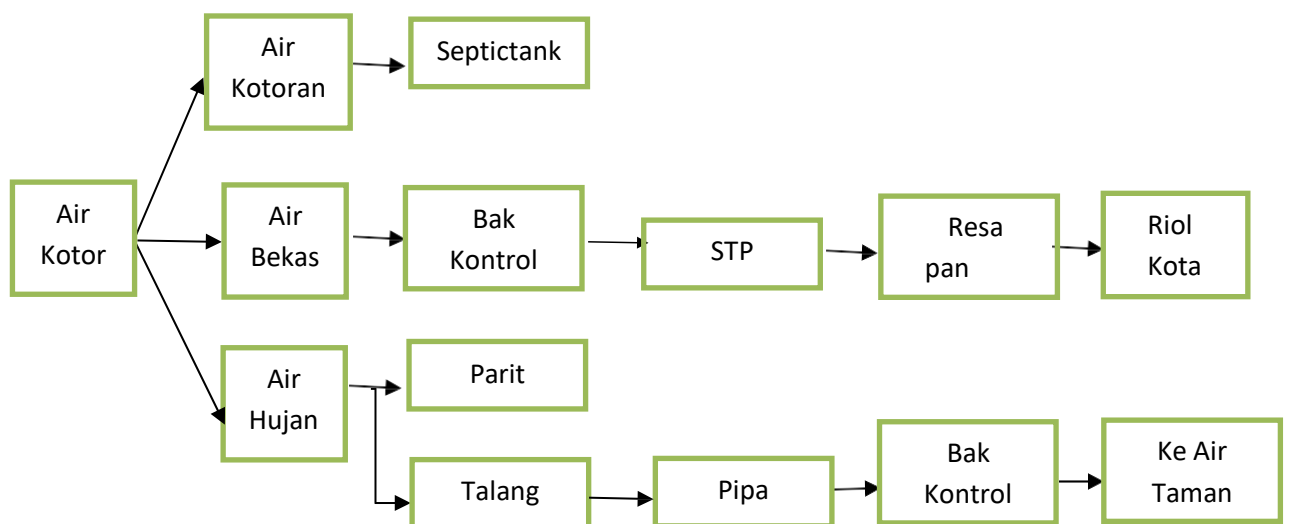 Air
Kotor
Air
Kotoran
Septictank
Air
Bekas
Bak
Kontrol
STP
Resa
pan
Riol
Kota
Air
Hujan
Parit
Talang
Pipa
Bak
Kontrol
Ke Air
Taman